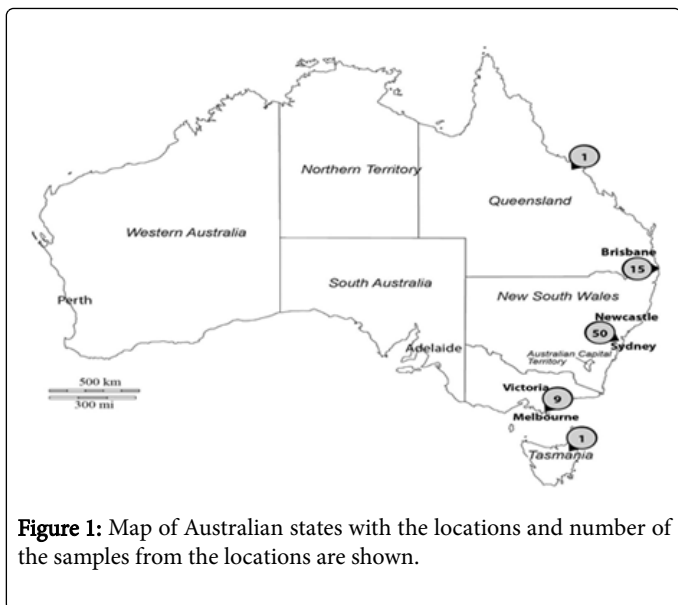 1
Northern Territory
Queensland
Western Australia
Brisbane
15
South Australia
New South Wales
Perth
Newcastle
50
Sydney
Adelaide
Australian Capital
Territory
500 km
300 mi
Victoria
9
Melbourne
1
Tasmania
Figure 1: Map of Australian states with the locations and number of
the samples from the locations are shown.